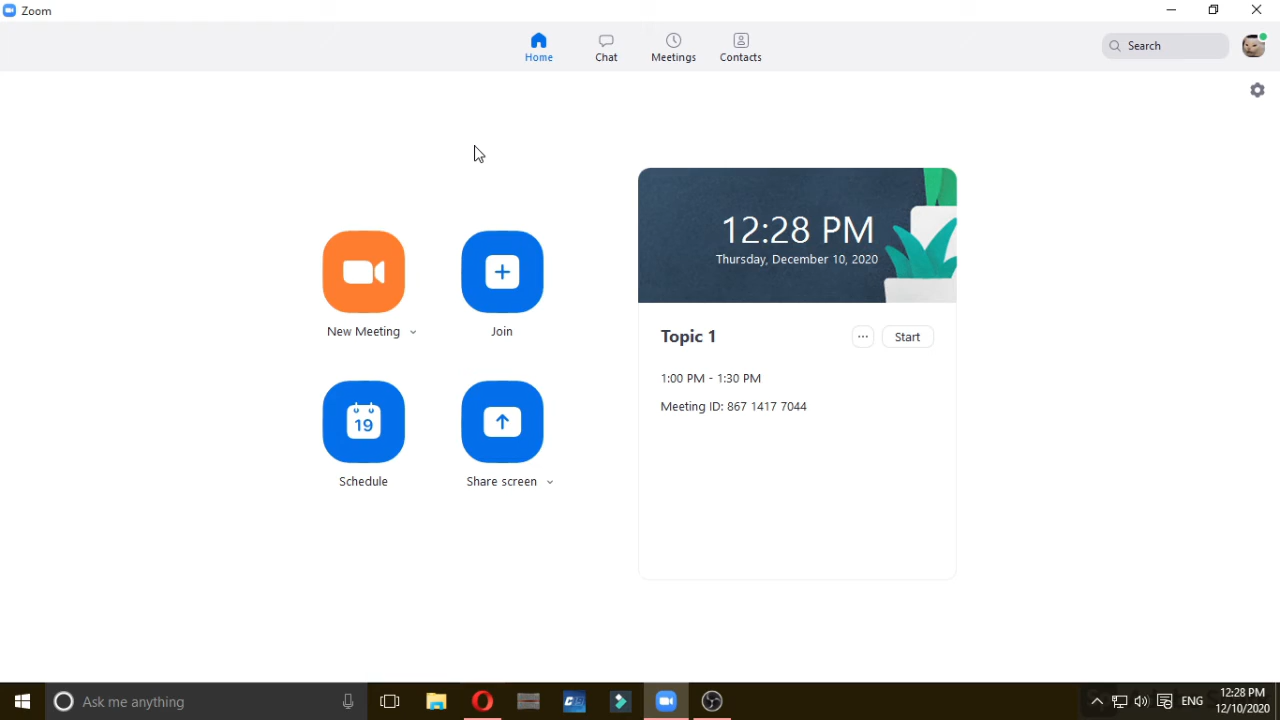 Zoom
Home
Chat
Meetings
Contacts
Search
12:28 PM
Thursday, December 10, 2020
New Meeting
Join
Topic 1
Start
1:00 PM - 1:30 PM
Meeting ID: 867 1417 7044
19
Schedule
Share screen
Ask me anything
ENG
12:28 PM
12/10/2020